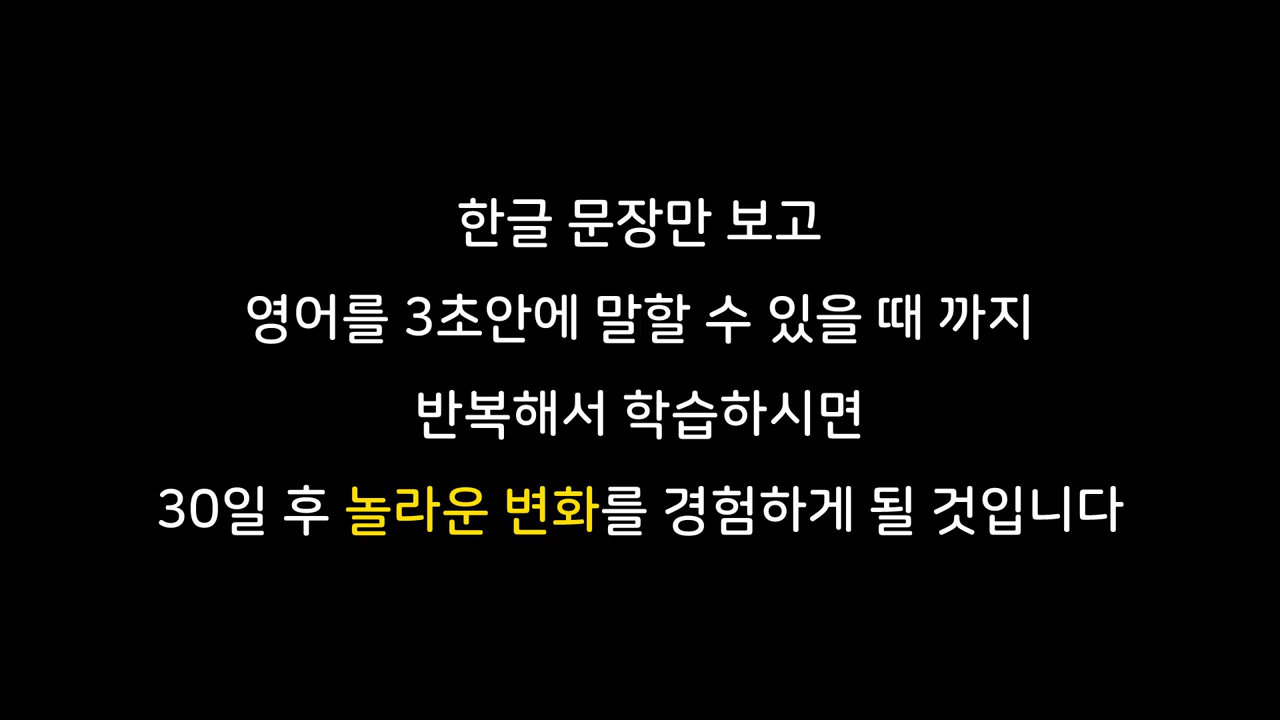 한글 문장만 보고
영어를 3초안에 말할 수 있을 때 까지
반복해서 학습하시면
30일 후 놀라운 변화를 경험하게 될 것입니다